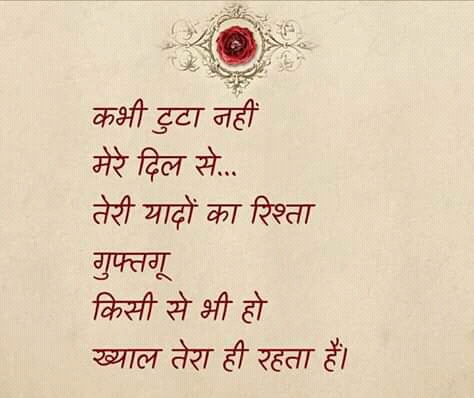 कभी टुटा नहीं
मेरे दिल से...
तेरी यादों का रिश्ता
गुफ्तगू
किसी से भी हो
ख्याल तेरा ही रहता हैं।